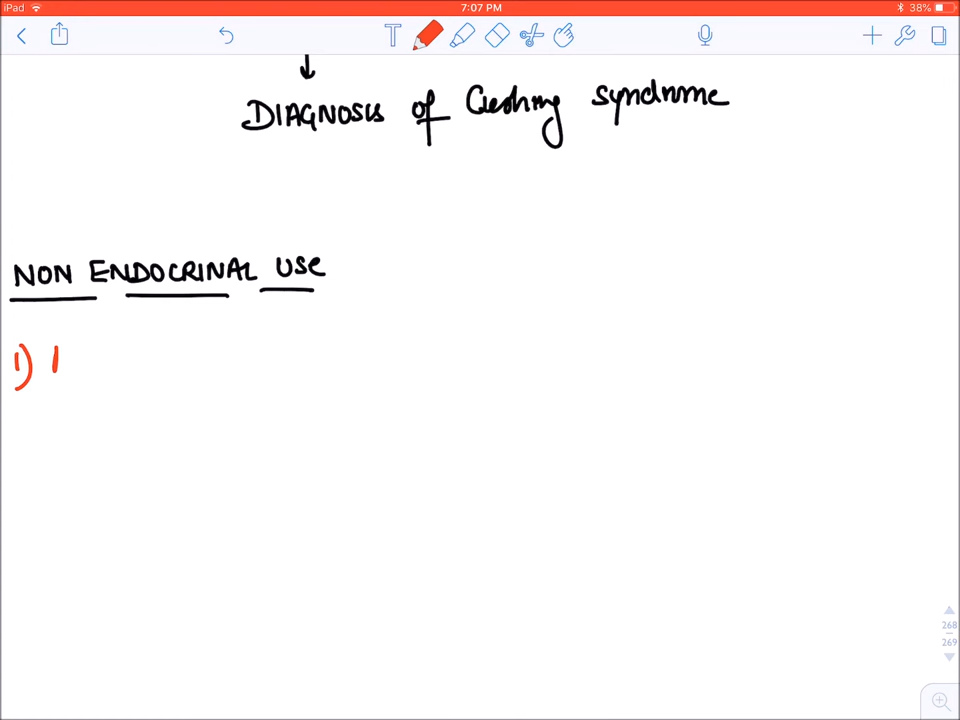 iPad 7:07 PM 38%
T
DIAGNOSIS of Cushing syndrome
NON ENDOCRINAL USE
1) I
268
269